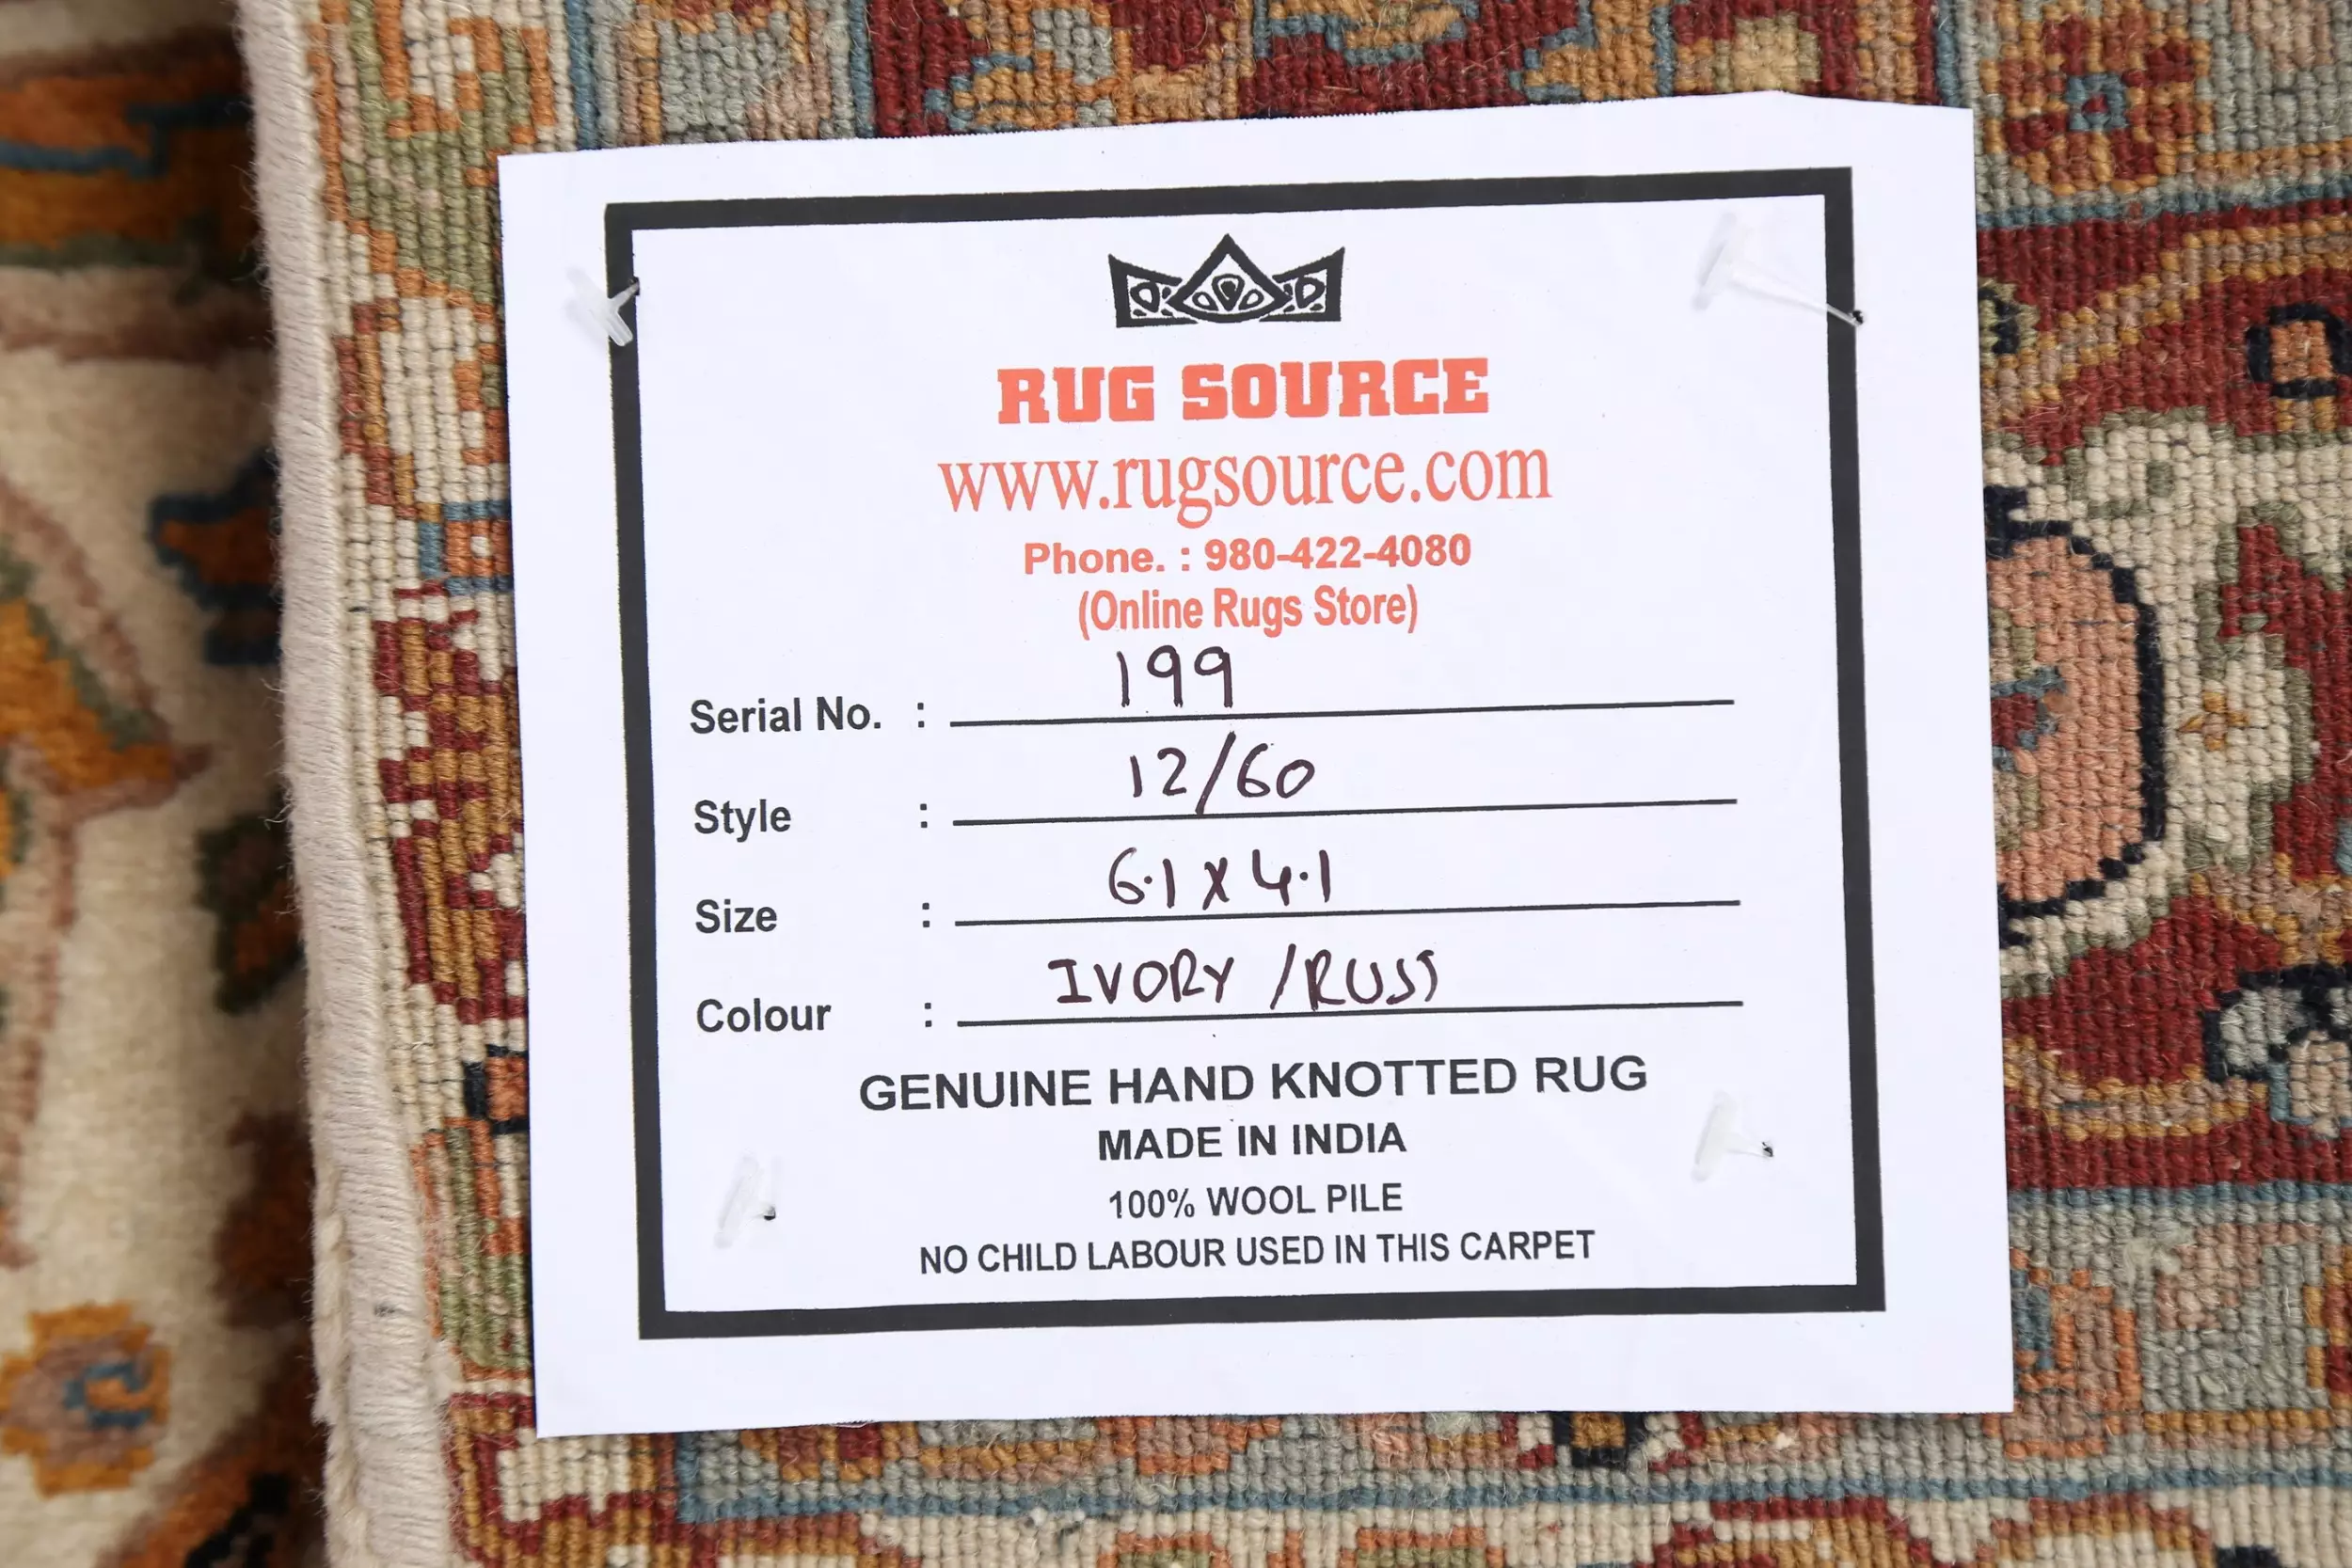 RUG SOURCE
www.rugsource.com
Phone. : 980-422-4080
(Online Rugs Store)
Serial No. : 199
Style : 12/60
Size : 6.1 x 4.1
Colour : IVORY /RUSS
GENUINE HAND KNOTTED RUG
MADE IN INDIA
100% WOOL PILE
NO CHILD LABOUR USED IN THIS CARPET